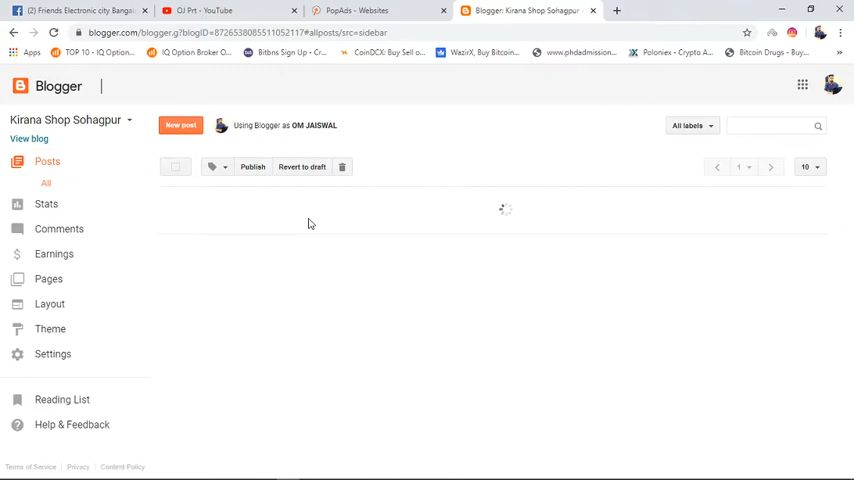 (2) Friends Electronic city Bangal
OJ Prt - YouTube
PopAds - Websites
Blogger: Kirana Shop Sohagpur -
blogger.com/blogger.g?blogID=8726538085511052117#allposts/src=sidebar
Apps
TOP 10 - IQ Option...
IQ Option Broker O...
Bitbns Sign Up - Cr...
CoinDCX: Buy Sell o...
WazirX, Buy Bitcoin...
www.phdadmission...
Poloniex - Crypto A...
Bitcoin Drugs - Buy...
Blogger
Kirana Shop Sohagpur
View blog
New post
Using Blogger as OM JAISWAL
All labels
Posts
All
Publish
Revert to draft
1
10
Stats
Comments
Earnings
Pages
Layout
Theme
Settings
Reading List
Help & Feedback
Terms of Service | Privacy | Content Policy